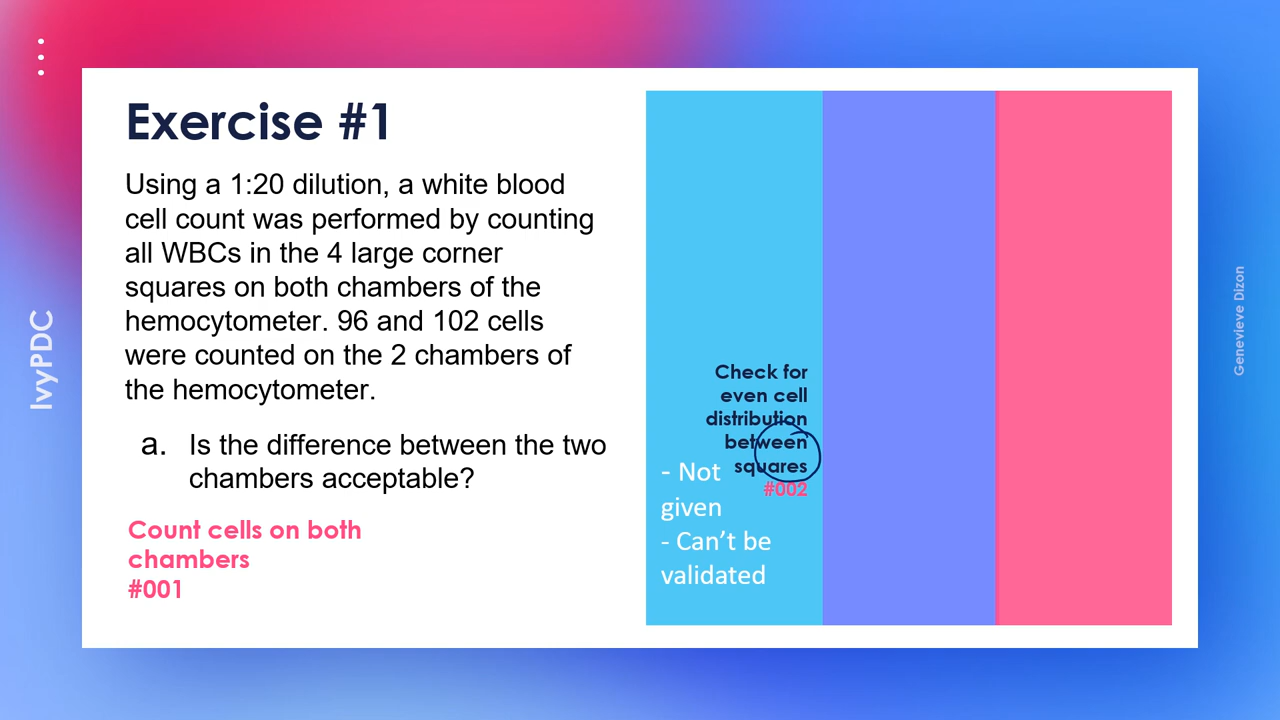 Exercise #1
Using a 1:20 dilution, a white blood
cell count was performed by counting
all WBCs in the 4 large corner
squares on both chambers of the
hemocytometer. 96 and 102 cells
were counted on the 2 chambers of
the hemocytometer.
a. Is the difference between the two
chambers acceptable?
Count cells on both
chambers
#001
Check for
even cell
distribution
between
squares
#002
- Not
given
- Can’t be
validated
IvyPDC
Genevieve Dizon